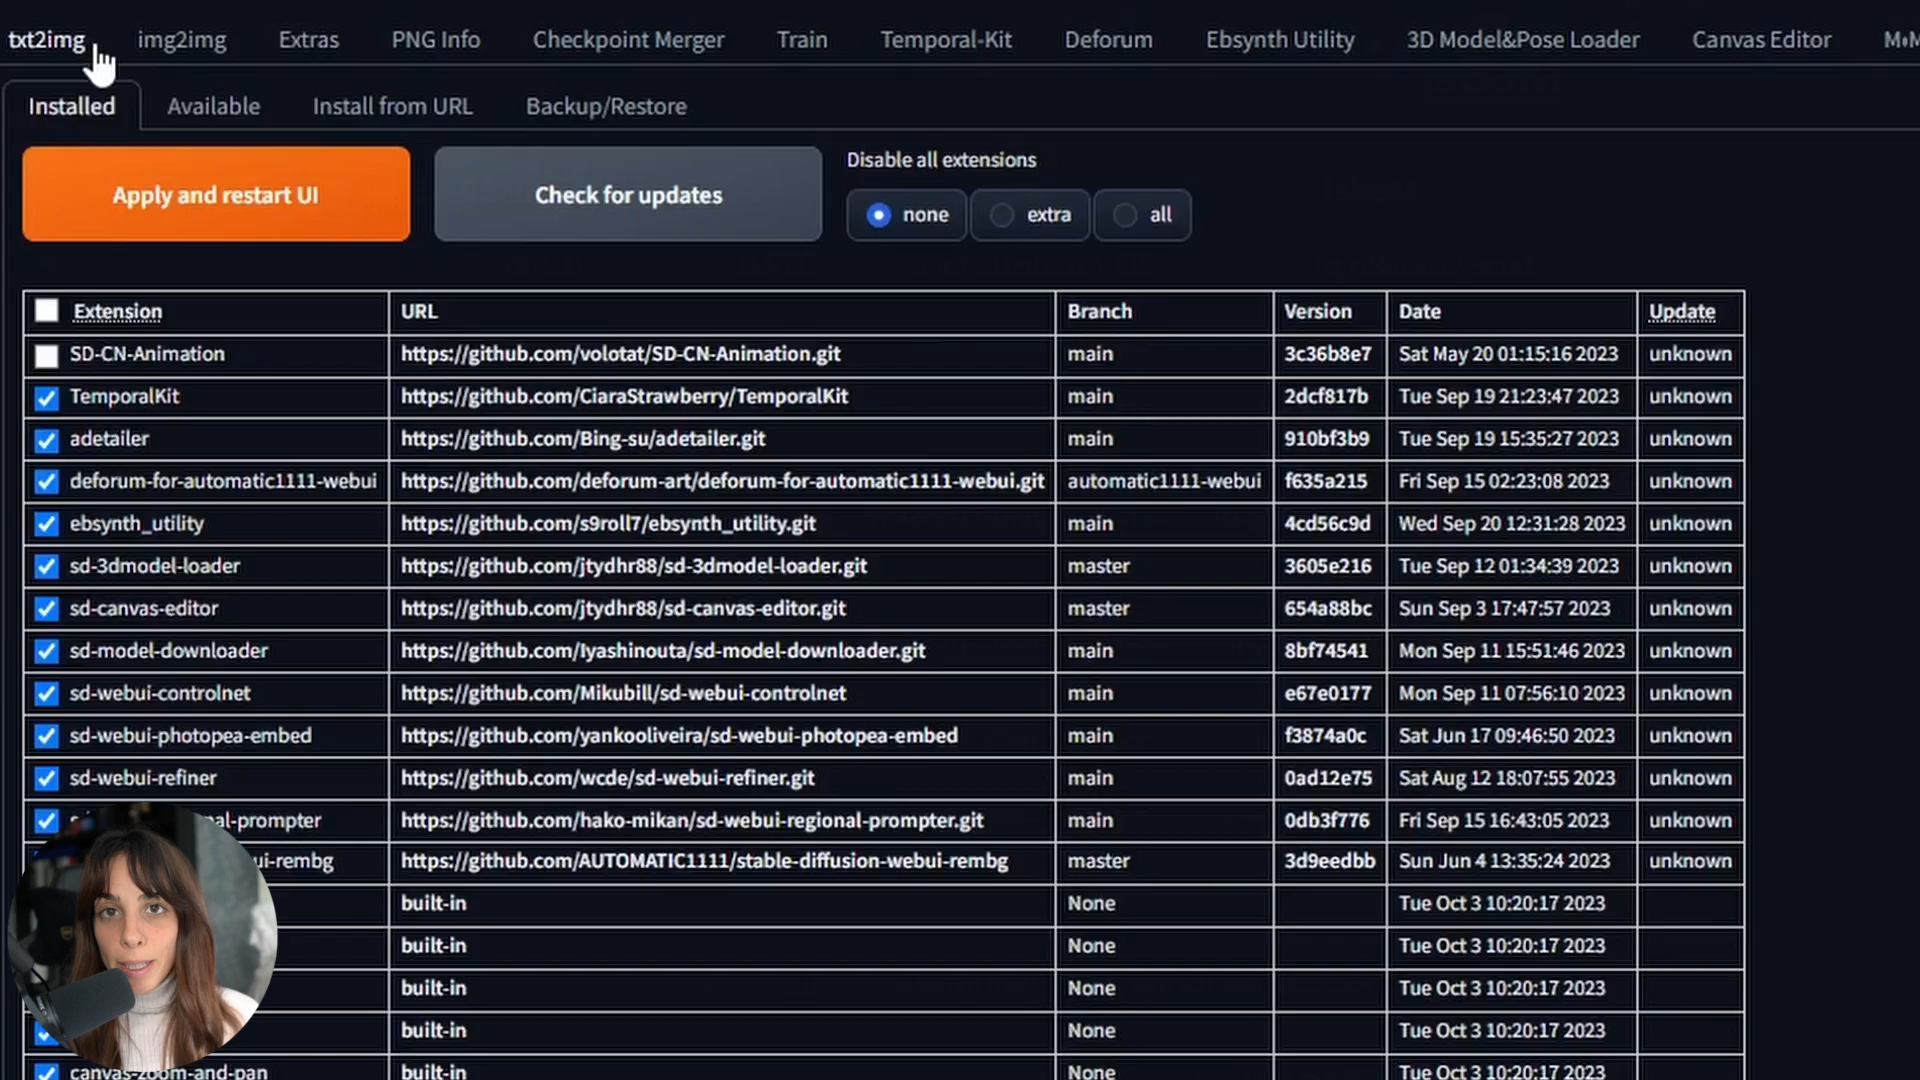 txt2img img2img Extras PNG Info Checkpoint Merger Train Temporal-Kit Deforum Ebsynth Utility 3D Model&Pose Loader Canvas Editor
Installed Available Install from URL Backup/Restore
Disable all extensions
Apply and restart UI Check for updates none extra all
Extension URL Branch Version Date Update
SD-CN-Animation https://github.com/volotat/SD-CN-Animation.git main 3c36b8e7 Sat May 20 01:15:16 2023 unknown
TemporalKit https://github.com/CiaraStrawberry/TemporalKit main 2dcf817b Tue Sep 19 21:23:47 2023 unknown
adetailer https://github.com/Bing-su/adetailer.git main 910bf3b9 Tue Sep 19 15:35:27 2023 unknown
deforum-for-automatic1111-webui https://github.com/deforum-art/deforum-for-automatic1111-webui.git automatic1111-webui f635a215 Fri Sep 15 02:23:08 2023 unknown
ebsynth_utility https://github.com/s9roll7/ebsynth_utility.git main 4cd56c9d Wed Sep 20 12:31:28 2023 unknown
sd-3dmodel-loader https://github.com/jtydhr88/sd-3dmodel-loader.git master 3605e216 Tue Sep 12 01:34:39 2023 unknown
sd-canvas-editor https://github.com/jtydhr88/sd-canvas-editor.git master 654a88bc Sun Sep 3 17:47:57 2023 unknown
sd-model-downloader https://github.com/Iyashinouta/sd-model-downloader.git main 8bf74541 Mon Sep 11 15:51:46 2023 unknown
sd-webui-controlnet https://github.com/Mikubill/sd-webui-controlnet main e67e0177 Mon Sep 11 07:56:10 2023 unknown
sd-webui-photopea-embed https://github.com/yankooliveira/sd-webui-photopea-embed main f3874a0c Sat Jun 17 09:46:50 2023 unknown
sd-webui-refiner https://github.com/wcde/sd-webui-refiner.git main 0ad12e75 Sat Aug 12 18:07:55 2023 unknown
al-prompter https://github.com/hako-mikan/sd-webui-regional-prompter.git main 0db3f776 Fri Sep 15 16:43:05 2023 unknown
ui-rembg https://github.com/AUTOMATIC1111/stable-diffusion-webui-rembg master 3d9eedbb Sun Jun 4 13:35:24 2023 unknown
built-in None Tue Oct 3 10:20:17 2023
built-in None Tue Oct 3 10:20:17 2023
built-in None Tue Oct 3 10:20:17 2023
built-in None Tue Oct 3 10:20:17 2023
canvas-zoom-and-pan built-in None Tue Oct 3 10:20:17 2023